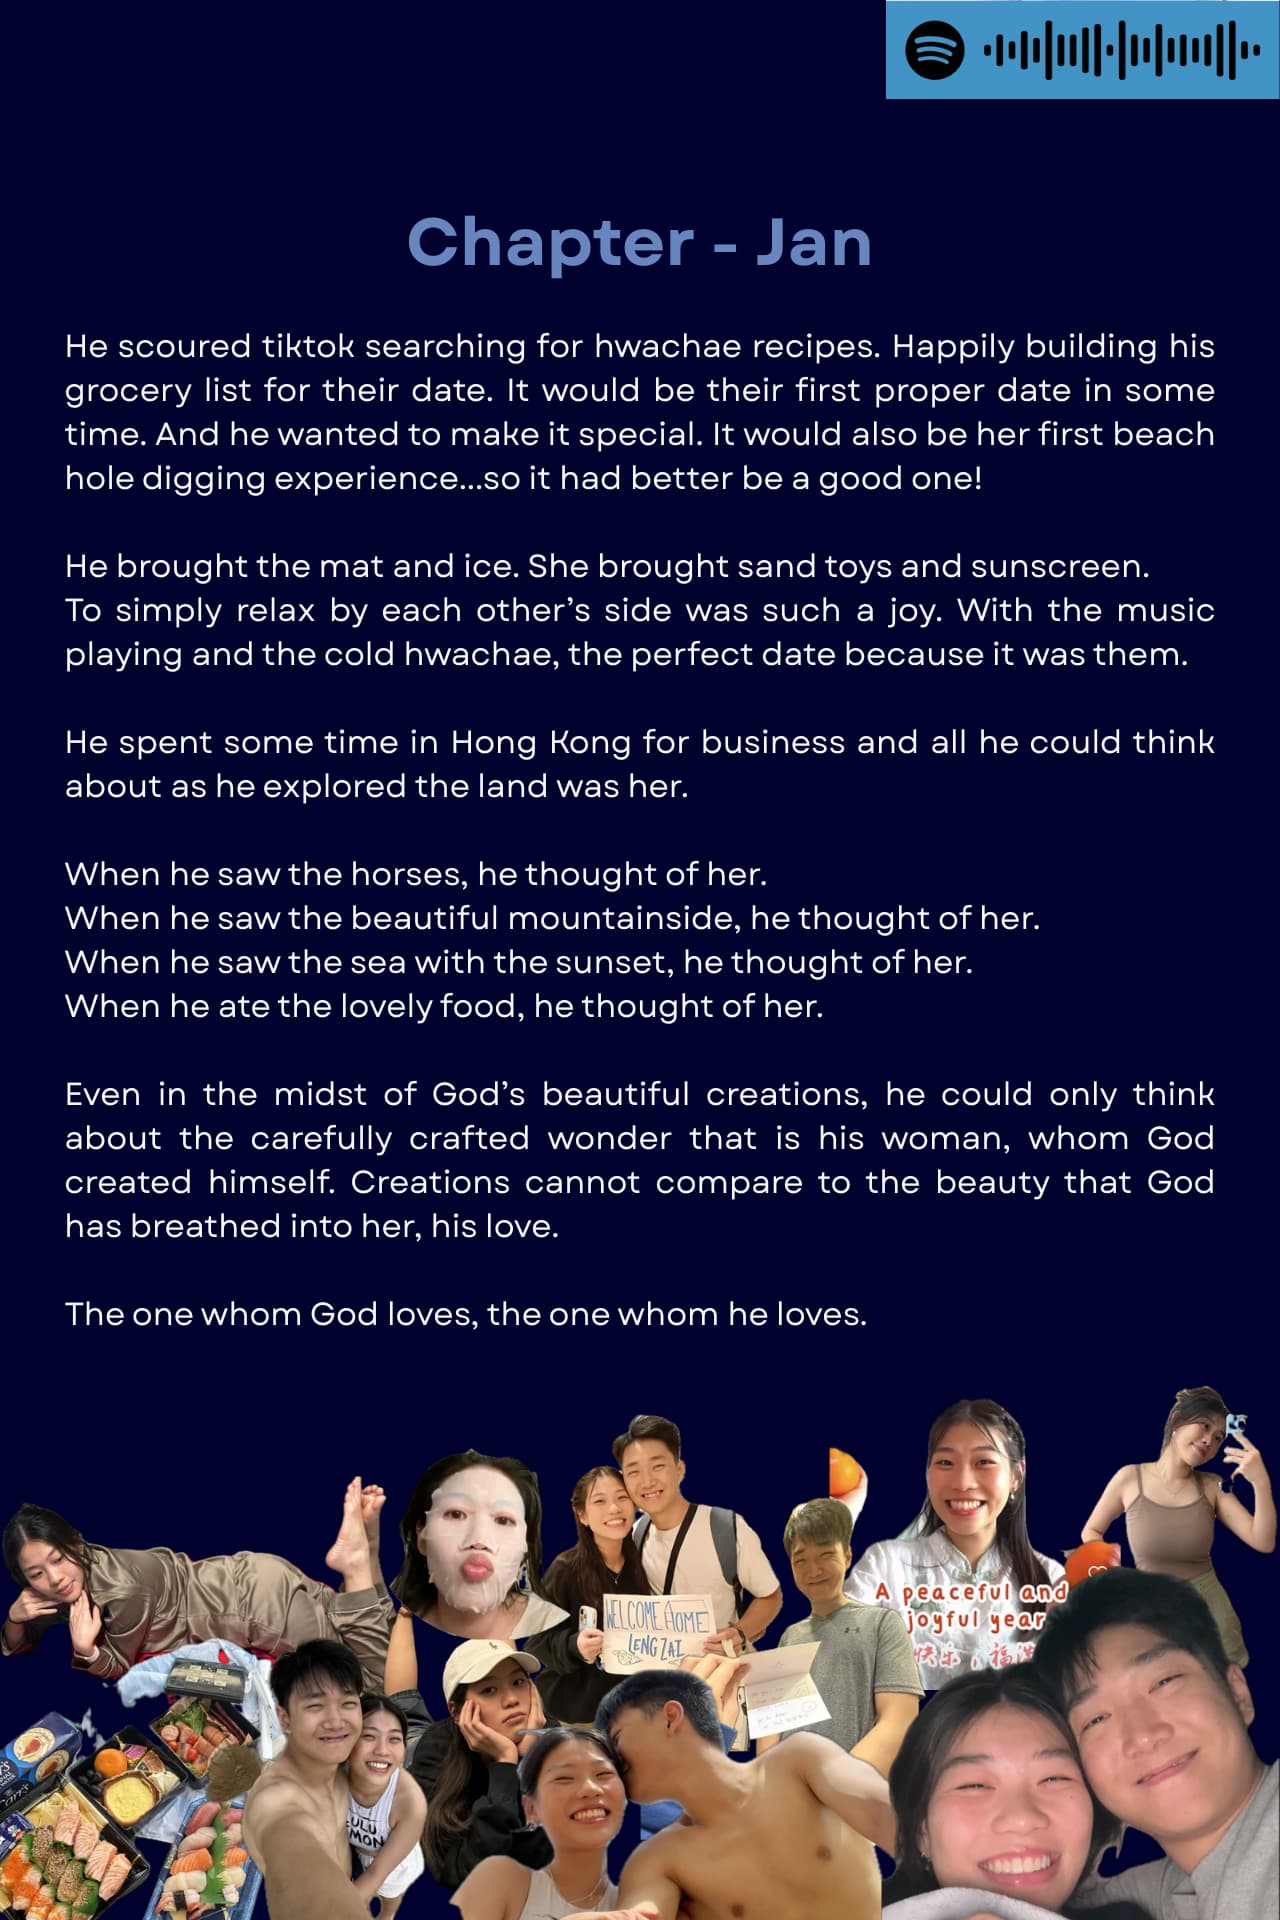 Chapter - Jan
He scoured tiktok searching for hwachae recipes. Happily building his
grocery list for their date. It would be their first proper date in some
time. And he wanted to make it special. It would also be her first beach
hole digging experience...so it had better be a good one!
He brought the mat and ice. She brought sand toys and sunscreen.
To simply relax by each other’s side was such a joy. With the music
playing and the cold hwachae, the perfect date because it was them.
He spent some time in Hong Kong for business and all he could think
about as he explored the land was her.
When he saw the horses, he thought of her.
When he saw the beautiful mountainside, he thought of her.
When he saw the sea with the sunset, he thought of her.
When he ate the lovely food, he thought of her.
Even in the midst of God’s beautiful creations, he could only think
about the carefully crafted wonder that is his woman, whom God
created himself. Creations cannot compare to the beauty that God
has breathed into her, his love.
The one whom God loves, the one whom he loves.
A peaceful and
joyful year
快乐，福满
WELCOME HOME
LENG ZAI
LULU
MON